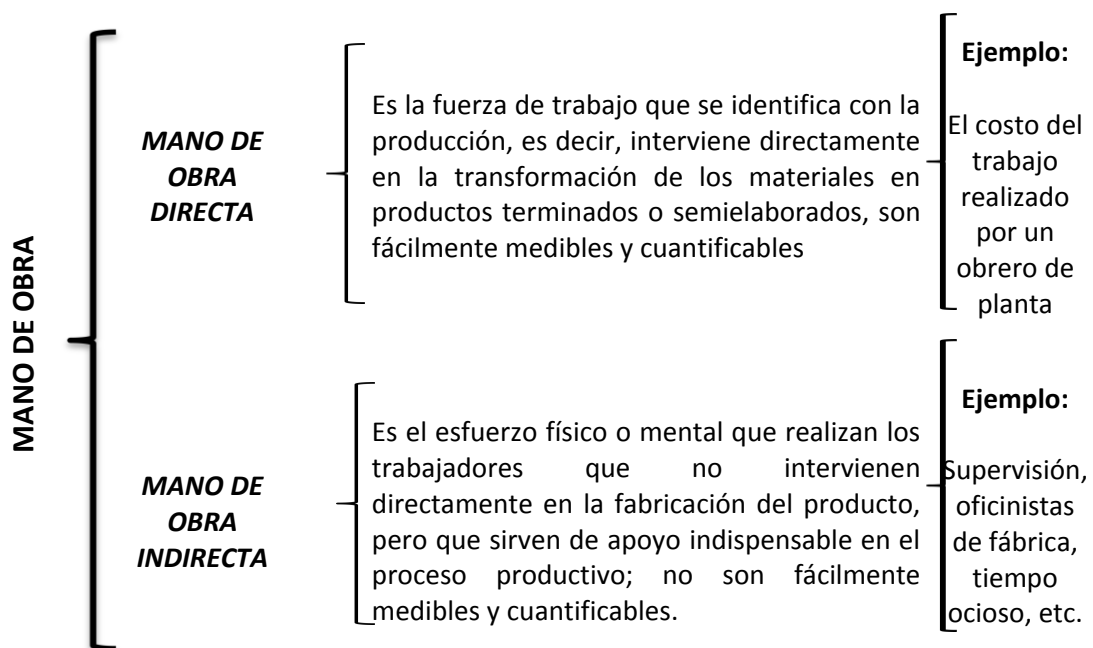 MANO DE OBRA
MANO DE
OBRA
DIRECTA
Es la fuerza de trabajo que se identifica con la
producción, es decir, interviene directamente
en la transformación de los materiales en
productos terminados o semielaborados, son
fácilmente medibles y cuantificables
Ejemplo:
El costo del
trabajo
realizado
por un
obrero de
planta
MANO DE
OBRA
INDIRECTA
Es el esfuerzo físico o mental que realizan los
trabajadores que no intervienen
directamente en la fabricación del producto,
pero que sirven de apoyo indispensable en el
proceso productivo; no son fácilmente
medibles y cuantificables.
Ejemplo:
Supervisión,
oficinistas
de fábrica,
tiempo
ocioso, etc.